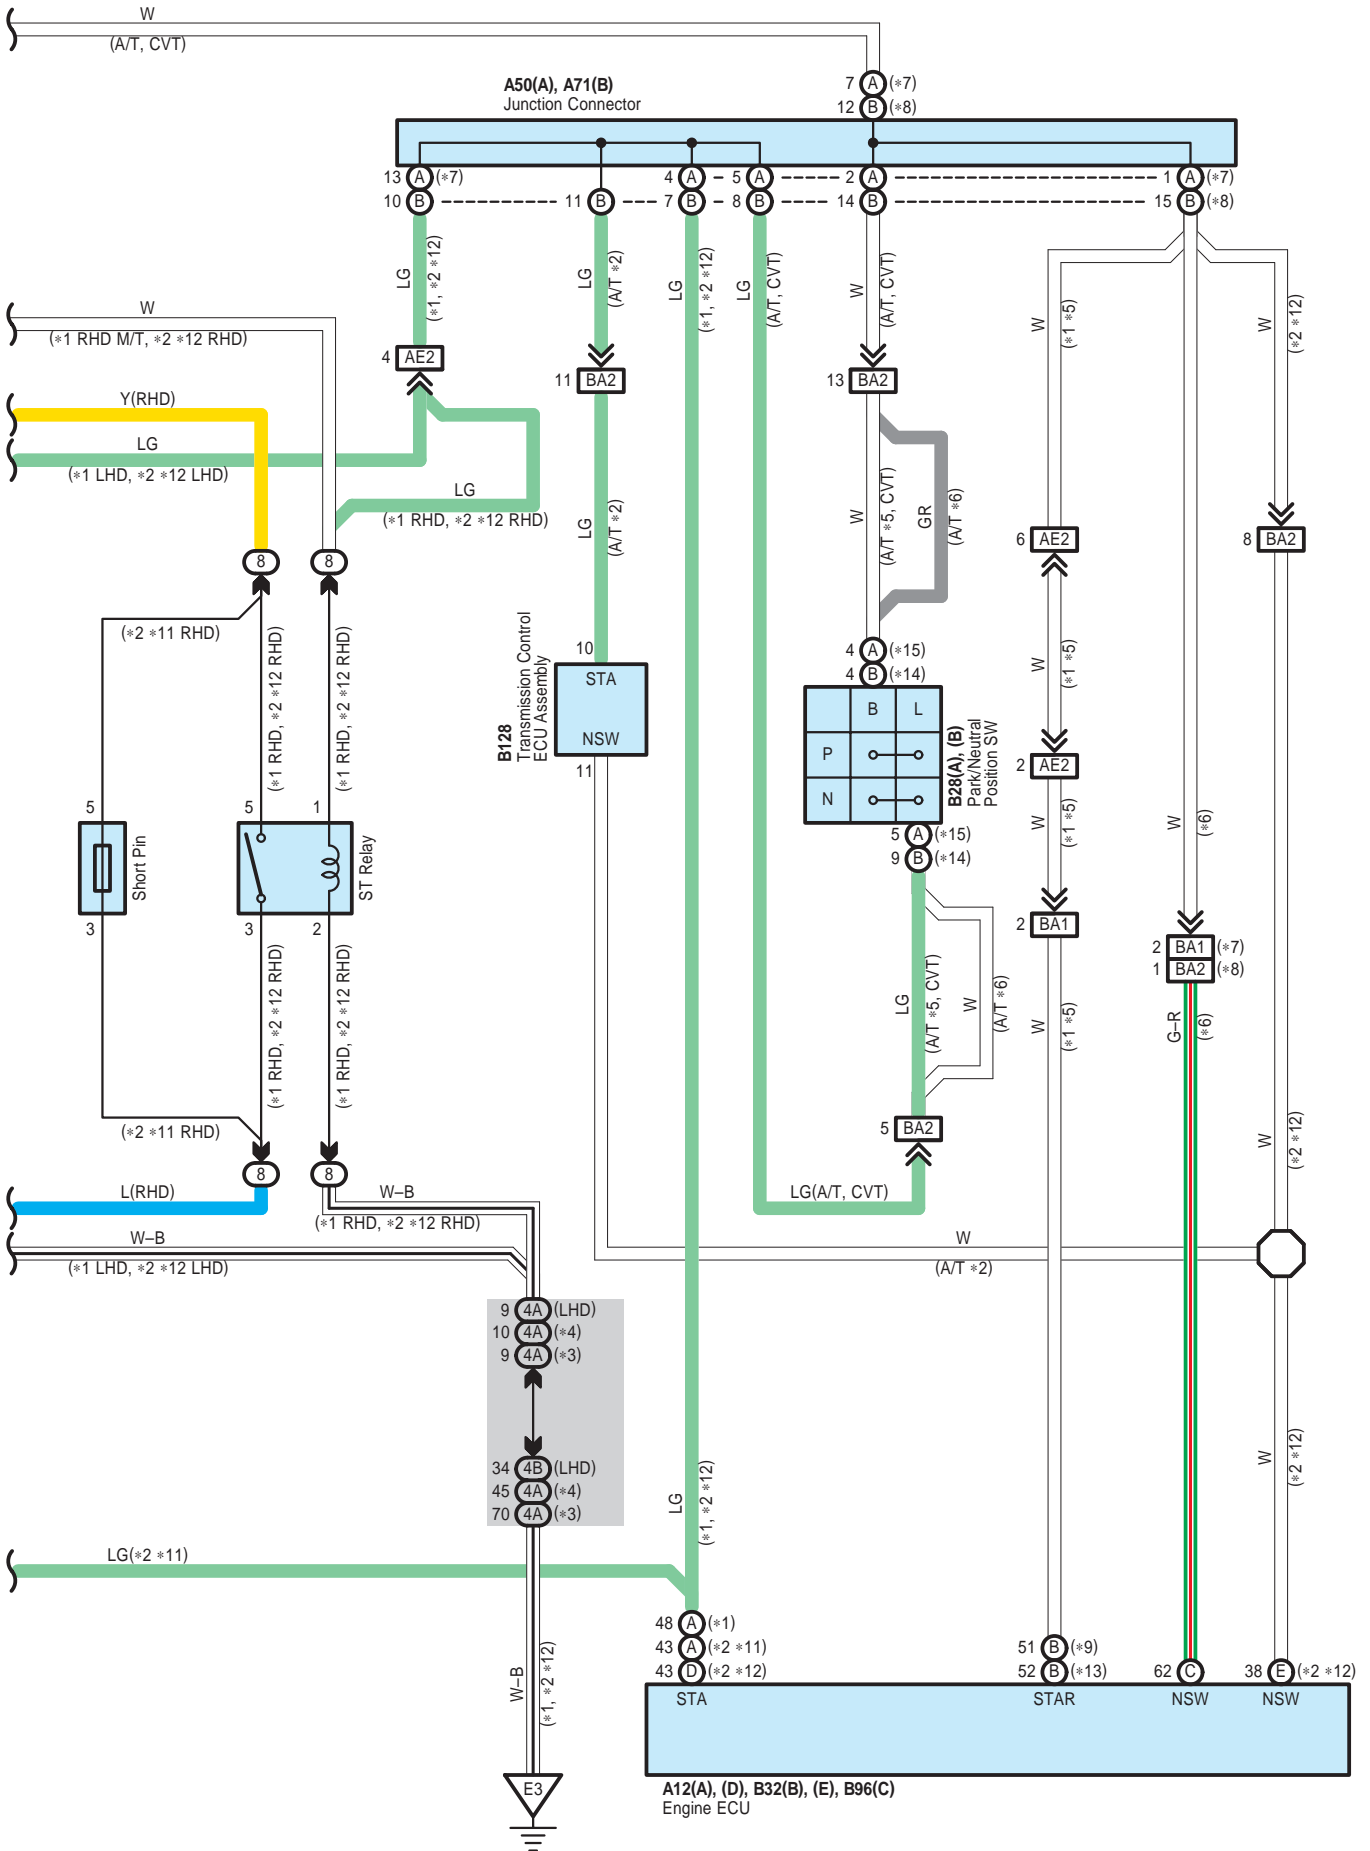 W
(A/T, CVT)
A50(A), A71(B)
Junction Connector
7 A (*7)
12 B (*8)
13 A (*7) 4 A 5 A 2 A 1 A (*7)
10 B 11 B 7 B 8 B 14 B 15 B (*8)
LG
(*1, *2 *12)
LG
(A/T *2)
LG
(*1, *2 *12)
LG
(A/T, CVT)
W
(A/T, CVT)
W
(*1 *5)
W
(*2 *12)
W
(*1 RHD M/T, *2 *12 RHD)
4 AE2
11 BA2
13 BA2
Y(RHD)
LG
(*1 LHD, *2 *12 LHD)
LG
(*1 RHD, *2 *12 RHD)
LG
(A/T *2)
W
(A/T *5, CVT)
GR
(A/T *6)
6 AE2
8 BA2
8 8
(*2 *11 RHD)
(*1 RHD, *2 *12 RHD)
(*1 RHD, *2 *12 RHD)
10
STA
NSW
11
B128
Transmission Control
ECU Assembly
4 A (*15)
4 B (*14)
B L
P
N
B28(A), (B)
Park/Neutral
Position SW
5 A (*15)
9 B (*14)
W
(*1 *5)
2 AE2
W
(*1 *5)
2 BA1
W
(*6)
2 BA1 (*7)
1 BA2 (*8)
5
3
Short Pin
5 1
3 2
ST Relay
(*1 RHD, *2 *12 RHD)
(*1 RHD, *2 *12 RHD)
LG
(A/T *5, CVT)
W
(A/T *6)
W
(*1 *5)
G–R
(*6)
(*2 *11 RHD)
8 8
5 BA2
W
(*2 *12)
L(RHD)
W–B
(*1 RHD, *2 *12 RHD)
LG(A/T, CVT)
W–B
(*1 LHD, *2 *12 LHD)
W
(A/T *2)
9 4A (LHD)
10 4A (*4)
9 4A (*3)
34 4B (LHD)
45 4A (*4)
70 4A (*3)
LG
(*1, *2 *12)
W
(*2 *12)
LG(*2 *11)
W–B
(*1, *2 *12)
48 A (*1)
43 A (*2 *11)
43 D (*2 *12)
51 B (*9)
52 B (*13)
62 C
38 E (*2 *12)
STA STAR NSW NSW
E3
A12(A), (D), B32(B), (E), B96(C)
Engine ECU